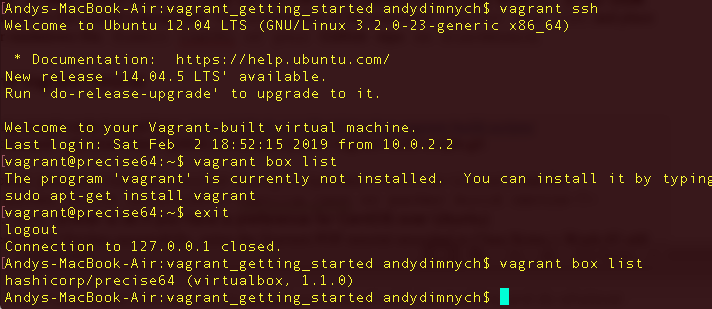 [Andys-MacBook-Air:vagrant_getting_started andydimnych$ vagrant ssh
Welcome to Ubuntu 12.04 LTS (GNU/Linux 3.2.0-23-generic x86_64)
* Documentation:  https://help.ubuntu.com/
New release '14.04.5 LTS' available.
Run 'do-release-upgrade' to upgrade to it.
Welcome to your Vagrant-built virtual machine.
Last login: Sat Feb  2 18:52:15 2019 from 10.0.2.2
[vagrant@precise64:~$ vagrant box list
The program 'vagrant' is currently not installed.  You can install it by typing
sudo apt-get install vagrant
[vagrant@precise64:~$ exit
logout
Connection to 127.0.0.1 closed.
[Andys-MacBook-Air:vagrant_getting_started andydimnych$ vagrant box list
hashicorp/precise64 (virtualbox, 1.1.0)
Andys-MacBook-Air:vagrant_getting_started andydimnych$